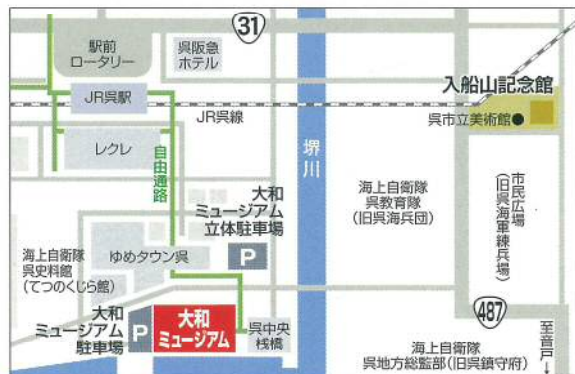 31
駅前
ロータリー
呉阪急
ホテル
入船山記念館
JR呉駅
JR呉線
呉市立美術館
レクレ
自由通路
堺川
大和
ミュージアム
立体駐車場
海上自衛隊
呉教育隊
(旧呉海兵団)
市民広場
(旧呉海軍練兵場)
海上自衛隊
呉史料館
(てつのくじら館)
ゆめタウン呉
P
大和
ミュージアム
駐車場
P
大和
ミュージアム
呉中央
桟橋
487
海上自衛隊
呉地方総監部(旧呉鎮守府)
至音戸→